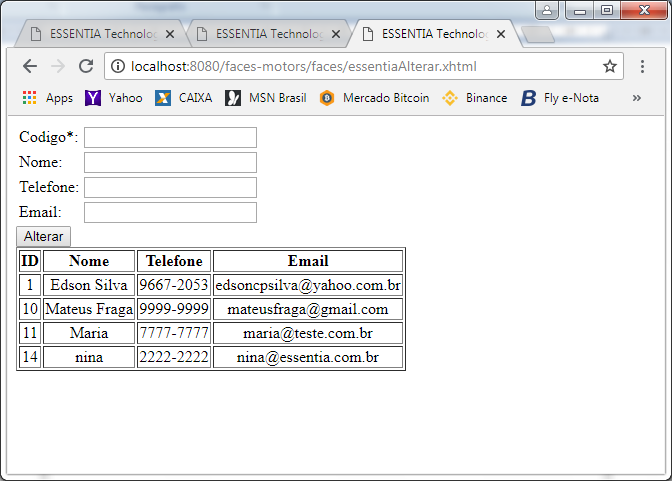 ESSENTIA Technolog ESSENTIA Technolog ESSENTIA Technolog
localhost:8080/faces-motors/faces/essentiaAlterar.xhtml
Apps Yahoo CAIXA MSN Brasil Mercado Bitcoin Binance Fly e-Nota »
Codigo*:
Nome:
Telefone:
Email:
Alterar
ID Nome Telefone Email
1 Edson Silva 9667-2053 edsoncpsilva@yahoo.com.br
10 Mateus Fraga 9999-9999 mateusfraga@gmail.com
11 Maria 7777-7777 maria@teste.com.br
14 nina 2222-2222 nina@essentia.com.br